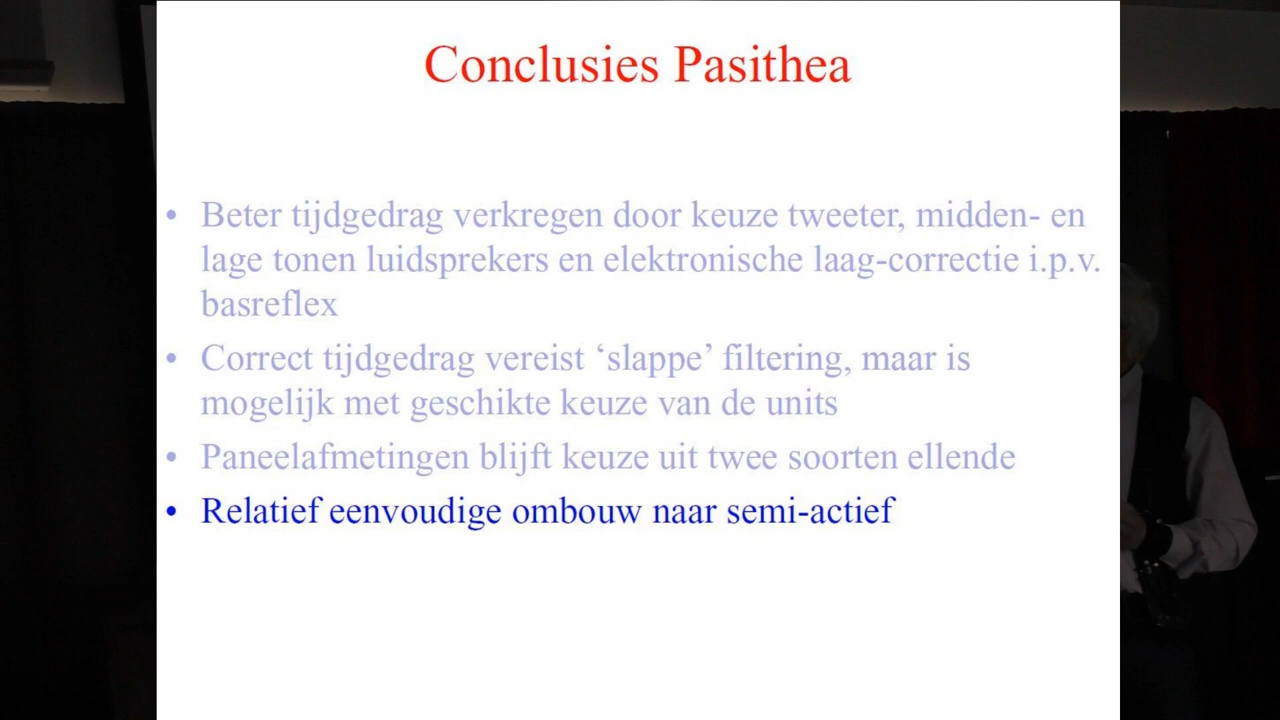 Conclusies Pasithea
• Beter tijdgedrag verkregen door keuze tweeter, midden- en
lage tonen luidsprekers en elektronische laag-correctie i.p.v.
basreflex
• Correct tijdgedrag vereist ‘slappe’ filtering, maar is
mogelijk met geschikte keuze van de units
• Paneelafmetingen blijft keuze uit twee soorten ellende
• Relatief eenvoudige ombouw naar semi-actief